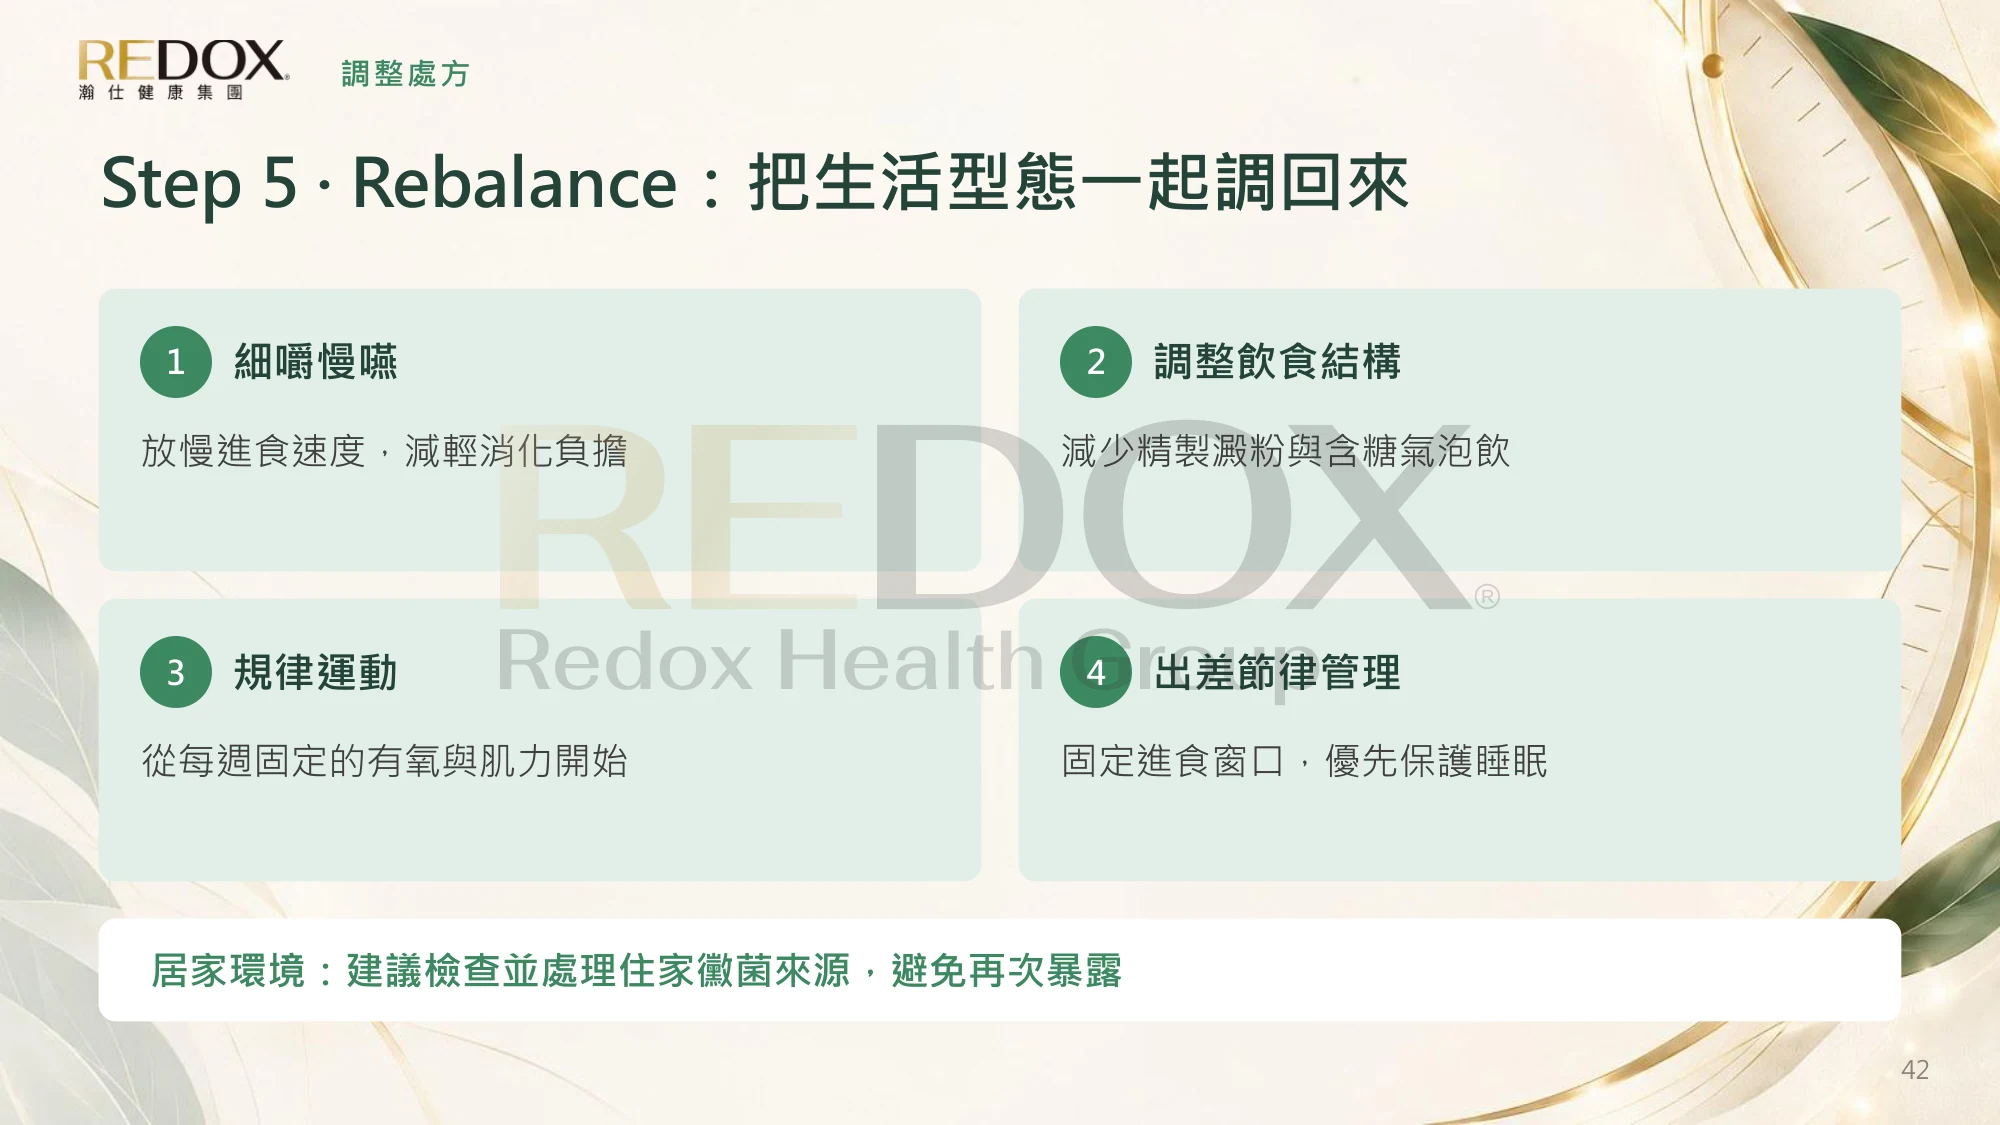 REDOX®
瀚仕健康集團
調整處方
Step 5 · Rebalance：把生活型態一起調回來
1 細嚼慢嚥
放慢進食速度，減輕消化負擔
2 調整飲食結構
減少精製澱粉與含糖氣泡飲
REDOX®
Redox Health Group
3 規律運動
從每週固定的有氧與肌力開始
4 出差節律管理
固定進食窗口，優先保護睡眠
居家環境：建議檢查並處理住家黴菌來源，避免再次暴露
42